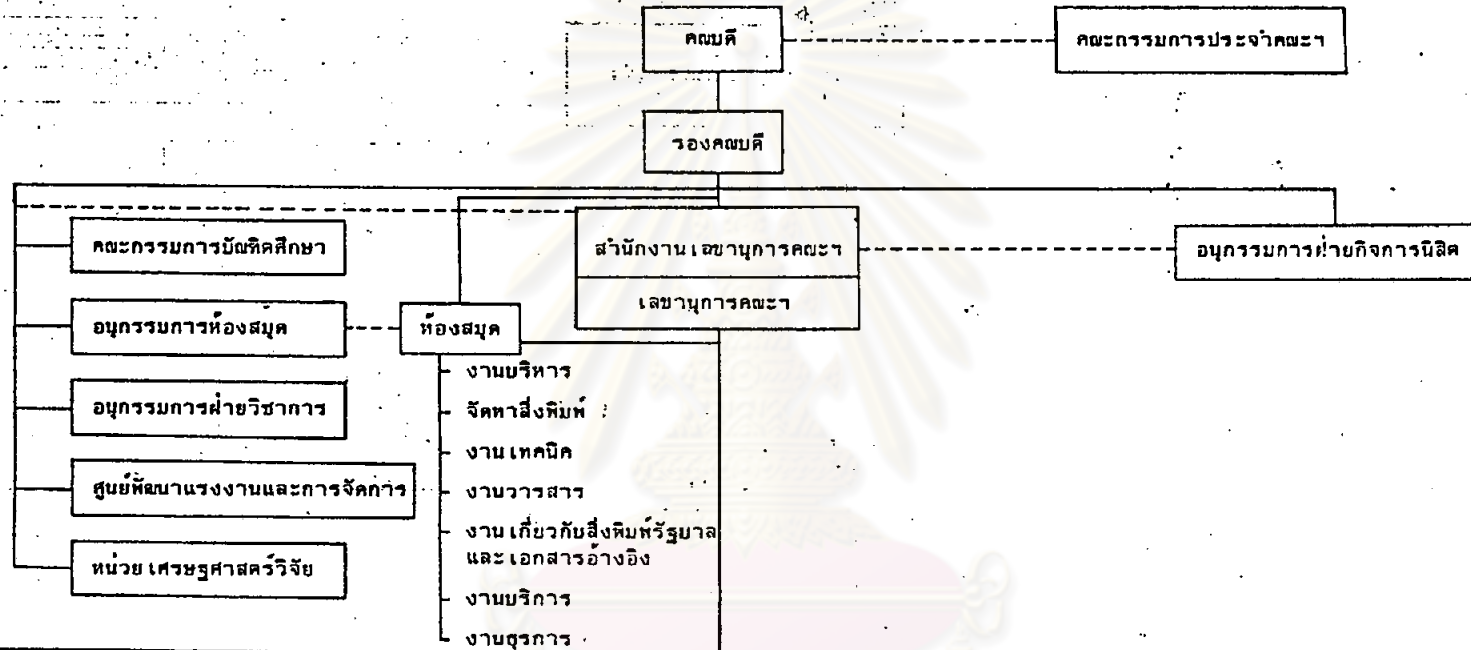 คณบดี
คณะกรรมการประจำคณะฯ
รองคณบดี
คณะกรรมการบัณฑิตศึกษา
สำนักงานเลขานุการคณะฯ
อนุกรรมการฝ่ายกิจการนิสิต
เลขานุการคณะฯ
อนุกรรมการห้องสมุด
ห้องสมุด
งานบริหาร
อนุกรรมการฝ่ายวิชาการ
จัดหาสิ่งพิมพ์
งานเทคนิค
ศูนย์พัฒนาแรงงานและการจัดการ
งานวารสาร
งานเกี่ยวกับสิ่งพิมพ์รัฐบาล
และเอกสารอ้างอิง
หน่วยเศรษฐศาสตร์วิจัย
งานบริการ
งานธุรการ